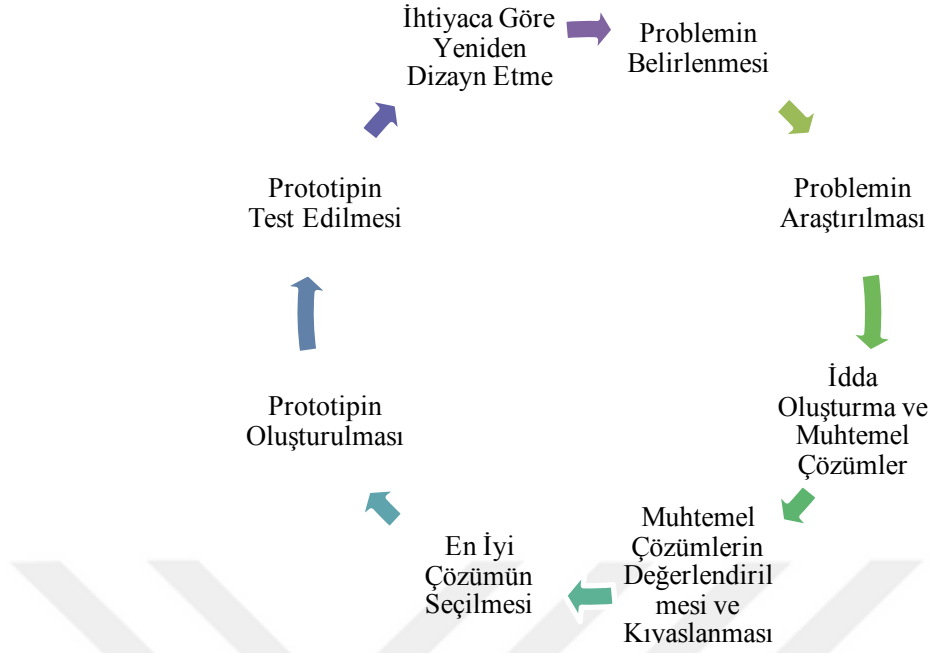 İhtiyaca Göre
Yeniden
Dizayn Etme
Problemin
Belirlenmesi
Problemin
Araştırılması
İdda
Oluşturma ve
Muhtemel
Çözümler
Muhtemel
Çözümlerin
Değerlendiril
mesi ve
Kıyaslanması
En İyi
Çözümün
Seçilmesi
Prototipin
Oluşturulması
Prototipin
Test Edilmesi